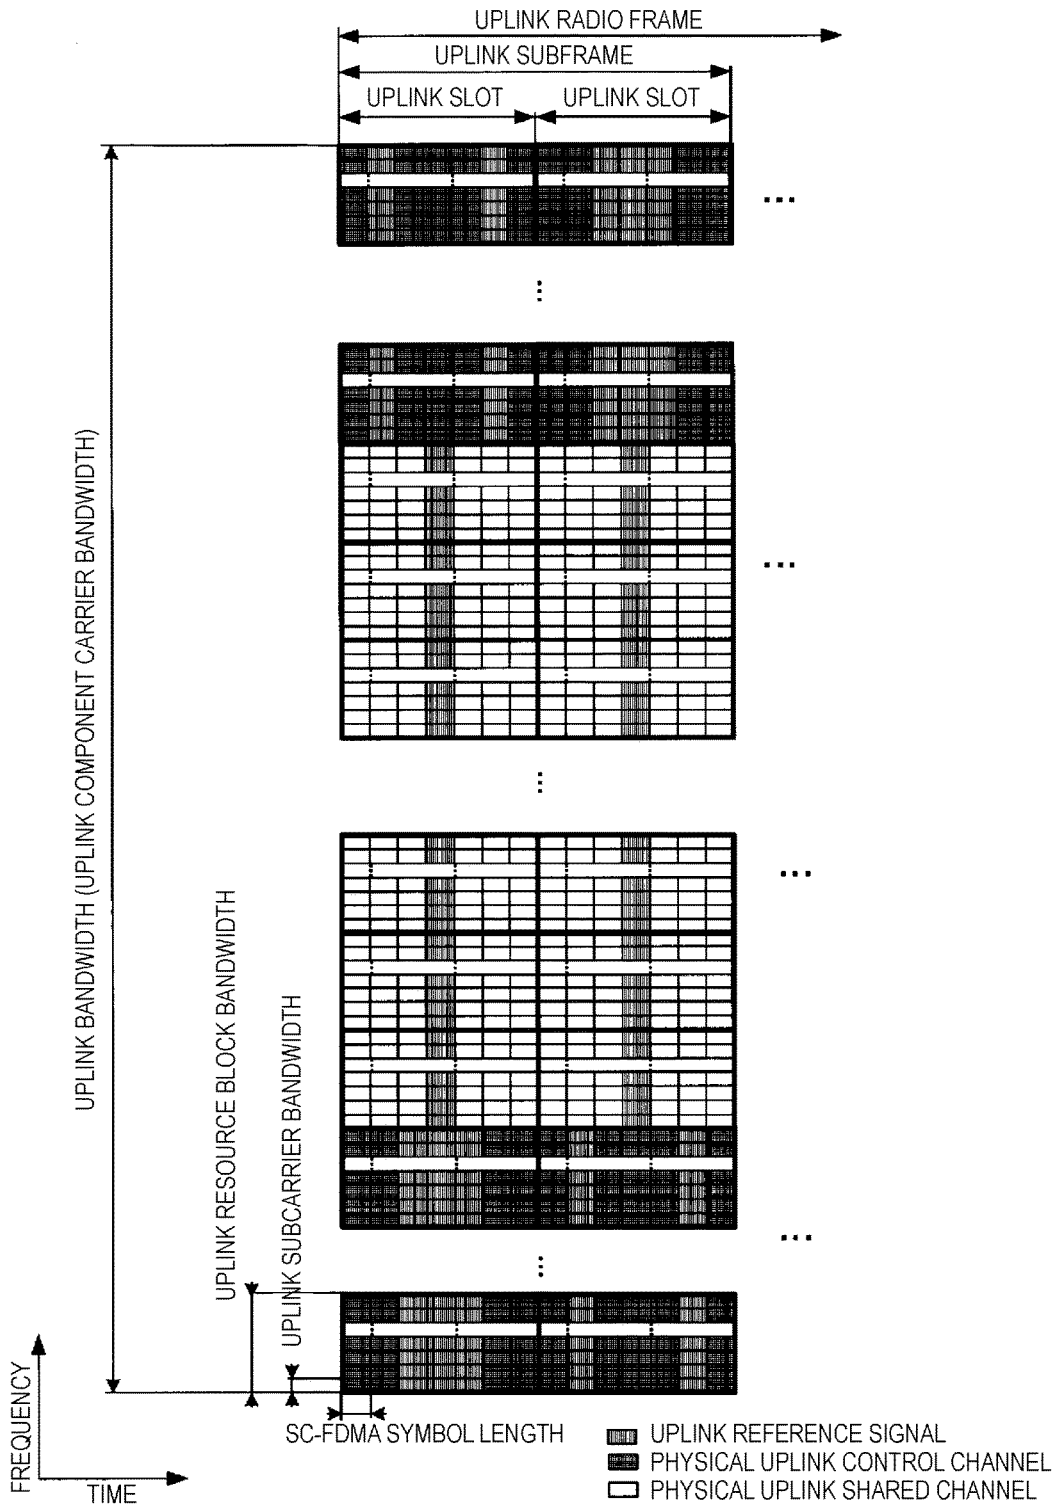 UPLINK RADIO FRAME
UPLINK SUBFRAME
UPLINK SLOT
UPLINK SLOT
...
...
...
...
...
...
...
UPLINK BANDWIDTH (UPLINK COMPONENT CARRIER BANDWIDTH)
UPLINK RESOURCE BLOCK BANDWIDTH
UPLINK SUBCARRIER BANDWIDTH
SC-FDMA SYMBOL LENGTH
FREQUENCY
TIME
UPLINK REFERENCE SIGNAL
PHYSICAL UPLINK CONTROL CHANNEL
PHYSICAL UPLINK SHARED CHANNEL